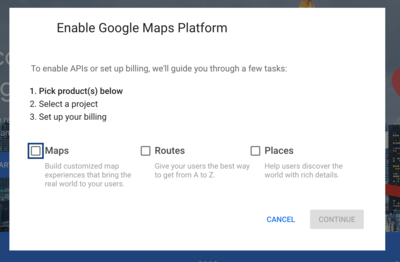 Enable Google Maps Platform
To enable APIs or set up billing, we'll guide you through a few tasks:
1. Pick product(s) below
2. Select a project
3. Set up your billing
Maps
Build customized map
experiences that bring the
real world to your users.
Routes
Give your users the best way
to get from A to Z.
Places
Help users discover the
world with rich details.
CANCEL
CONTINUE